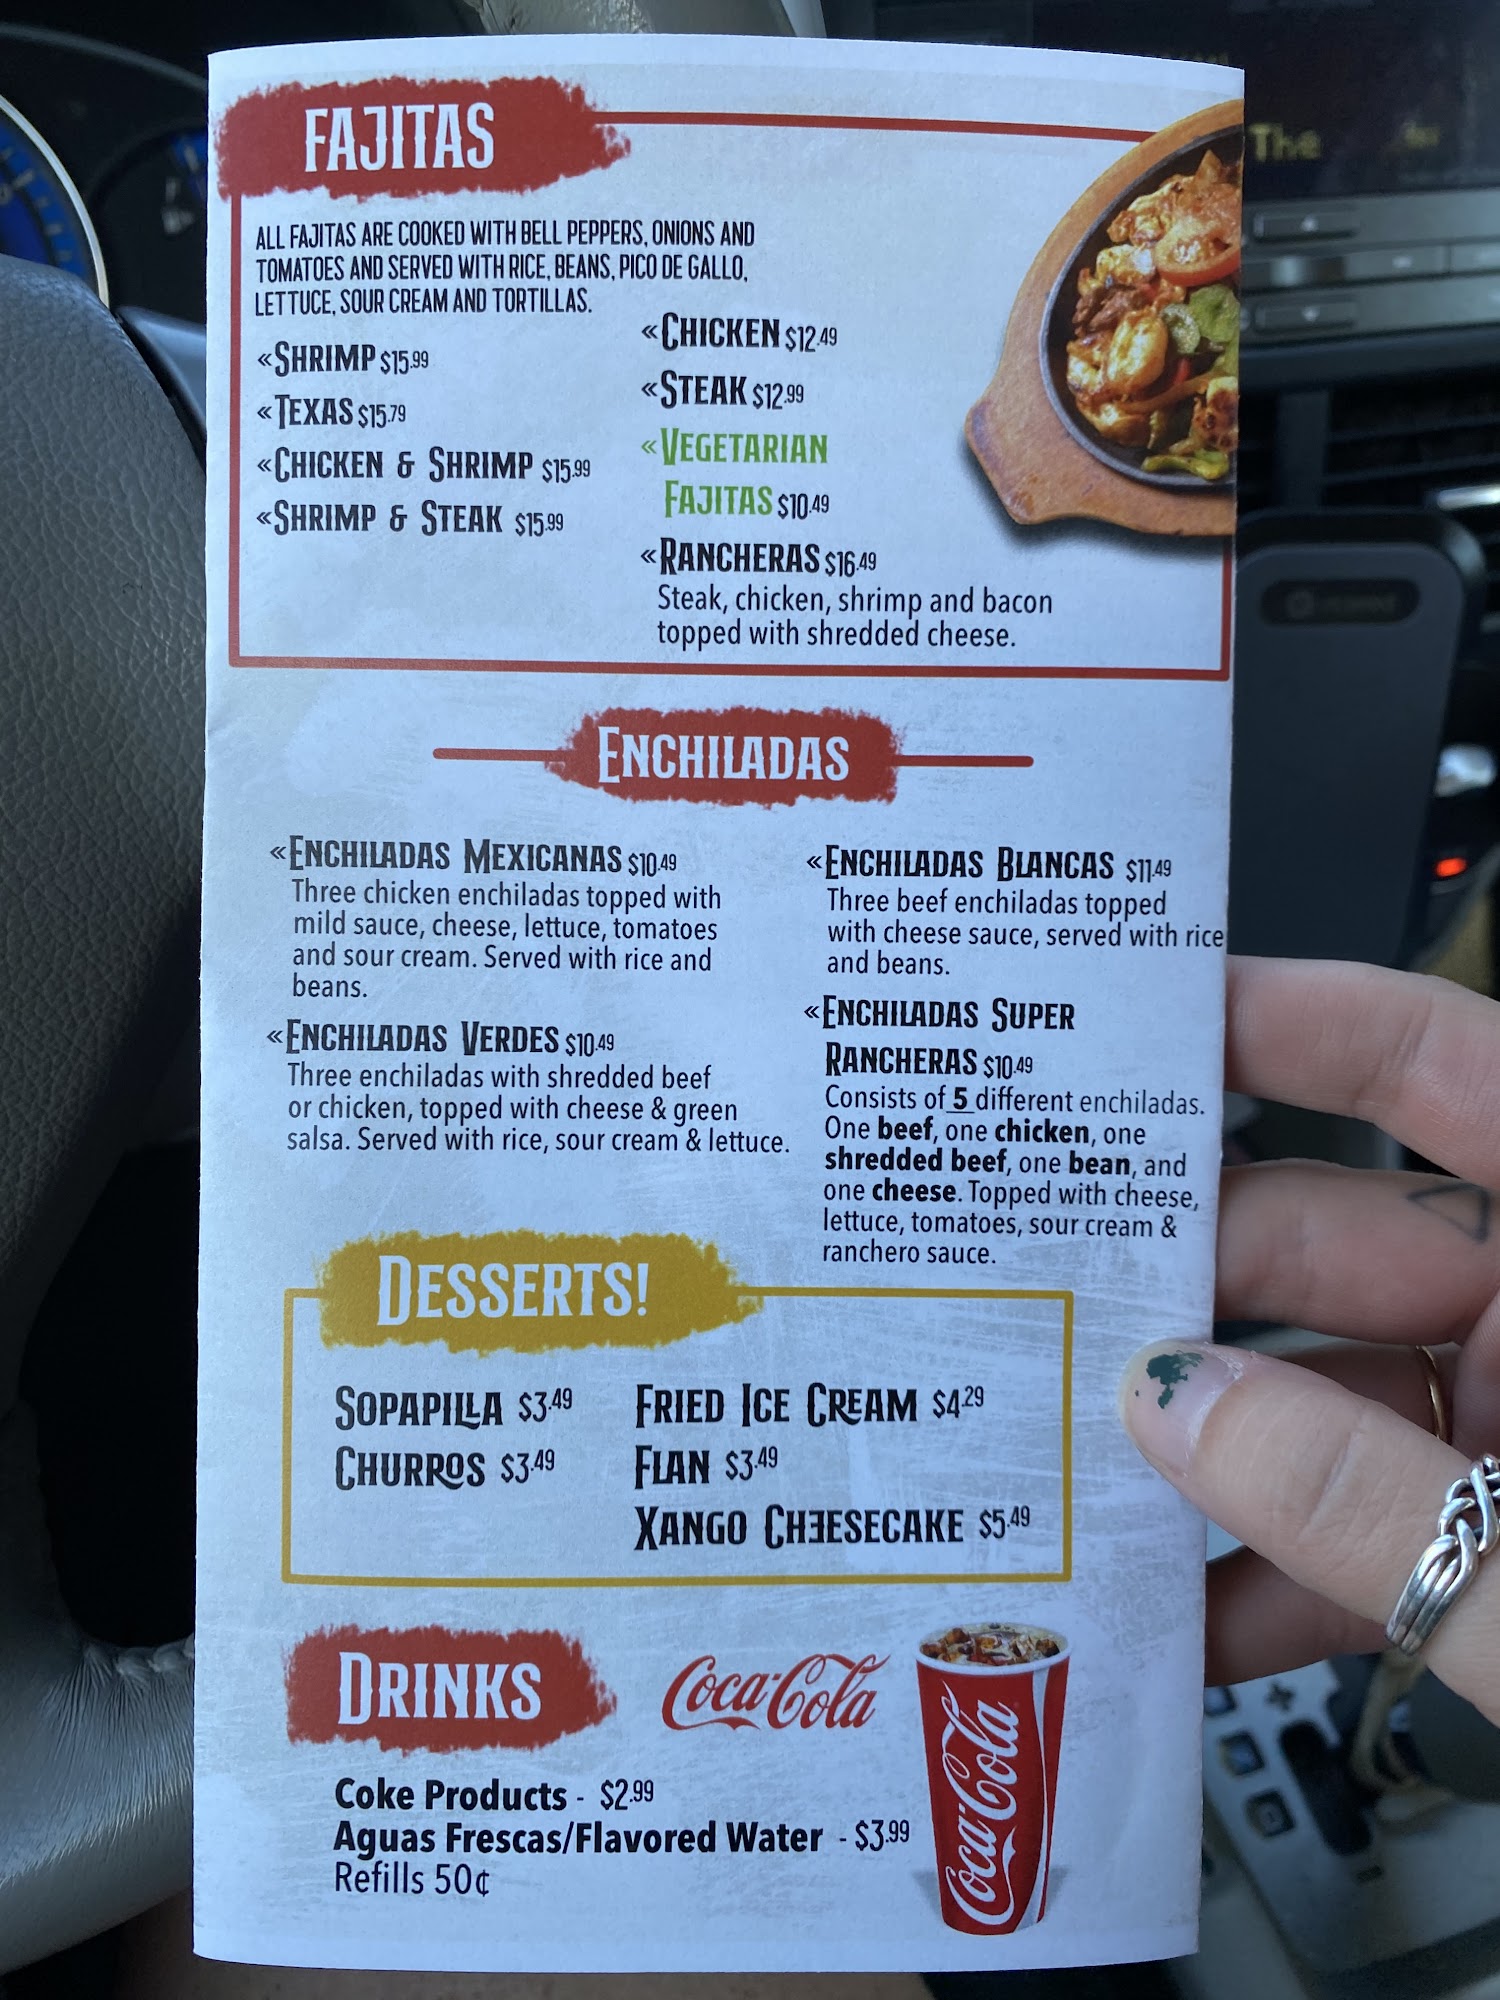 FAJITAS
ALL FAJITAS ARE COOKED WITH BELL PEPPERS, ONIONS AND
TOMATOES AND SERVED WITH RICE, BEANS, PICO DE GALLO,
LETTUCE, SOUR CREAM AND TORTILLAS.
«SHRIMP $15.99
«TEXAS $15.79
«CHICKEN & SHRIMP $15.99
«SHRIMP & STEAK $15.99
«CHICKEN $12.49
«STEAK $12.99
«VEGETARIAN
FAJITAS $10.49
«RANCHERAS $16.49
Steak, chicken, shrimp and bacon
topped with shredded cheese.
ENCHILADAS
«ENCHILADAS MEXICANAS $10.49
Three chicken enchiladas topped with
mild sauce, cheese, lettuce, tomatoes
and sour cream. Served with rice and
beans.
«ENCHILADAS VERDES $10.49
Three enchiladas with shredded beef
or chicken, topped with cheese & green
salsa. Served with rice, sour cream & lettuce.
«ENCHILADAS BLANCAS $11.49
Three beef enchiladas topped
with cheese sauce, served with rice
and beans.
«ENCHILADAS SUPER
RANCHERAS $10.49
Consists of 5 different enchiladas.
One beef, one chicken, one
shredded beef, one bean, and
one cheese. Topped with cheese,
lettuce, tomatoes, sour cream &
ranchero sauce.
DESSERTS!
SOPAPILLA $3.49
CHURROS $3.49
FRIED ICE CREAM $4.29
FLAN $3.49
XANGO CHEESECAKE $5.49
DRINKS
Coca-Cola
Coca-Cola
Coke Products - $2.99
Aguas Frescas/Flavored Water - $3.99
Refills 50¢
The